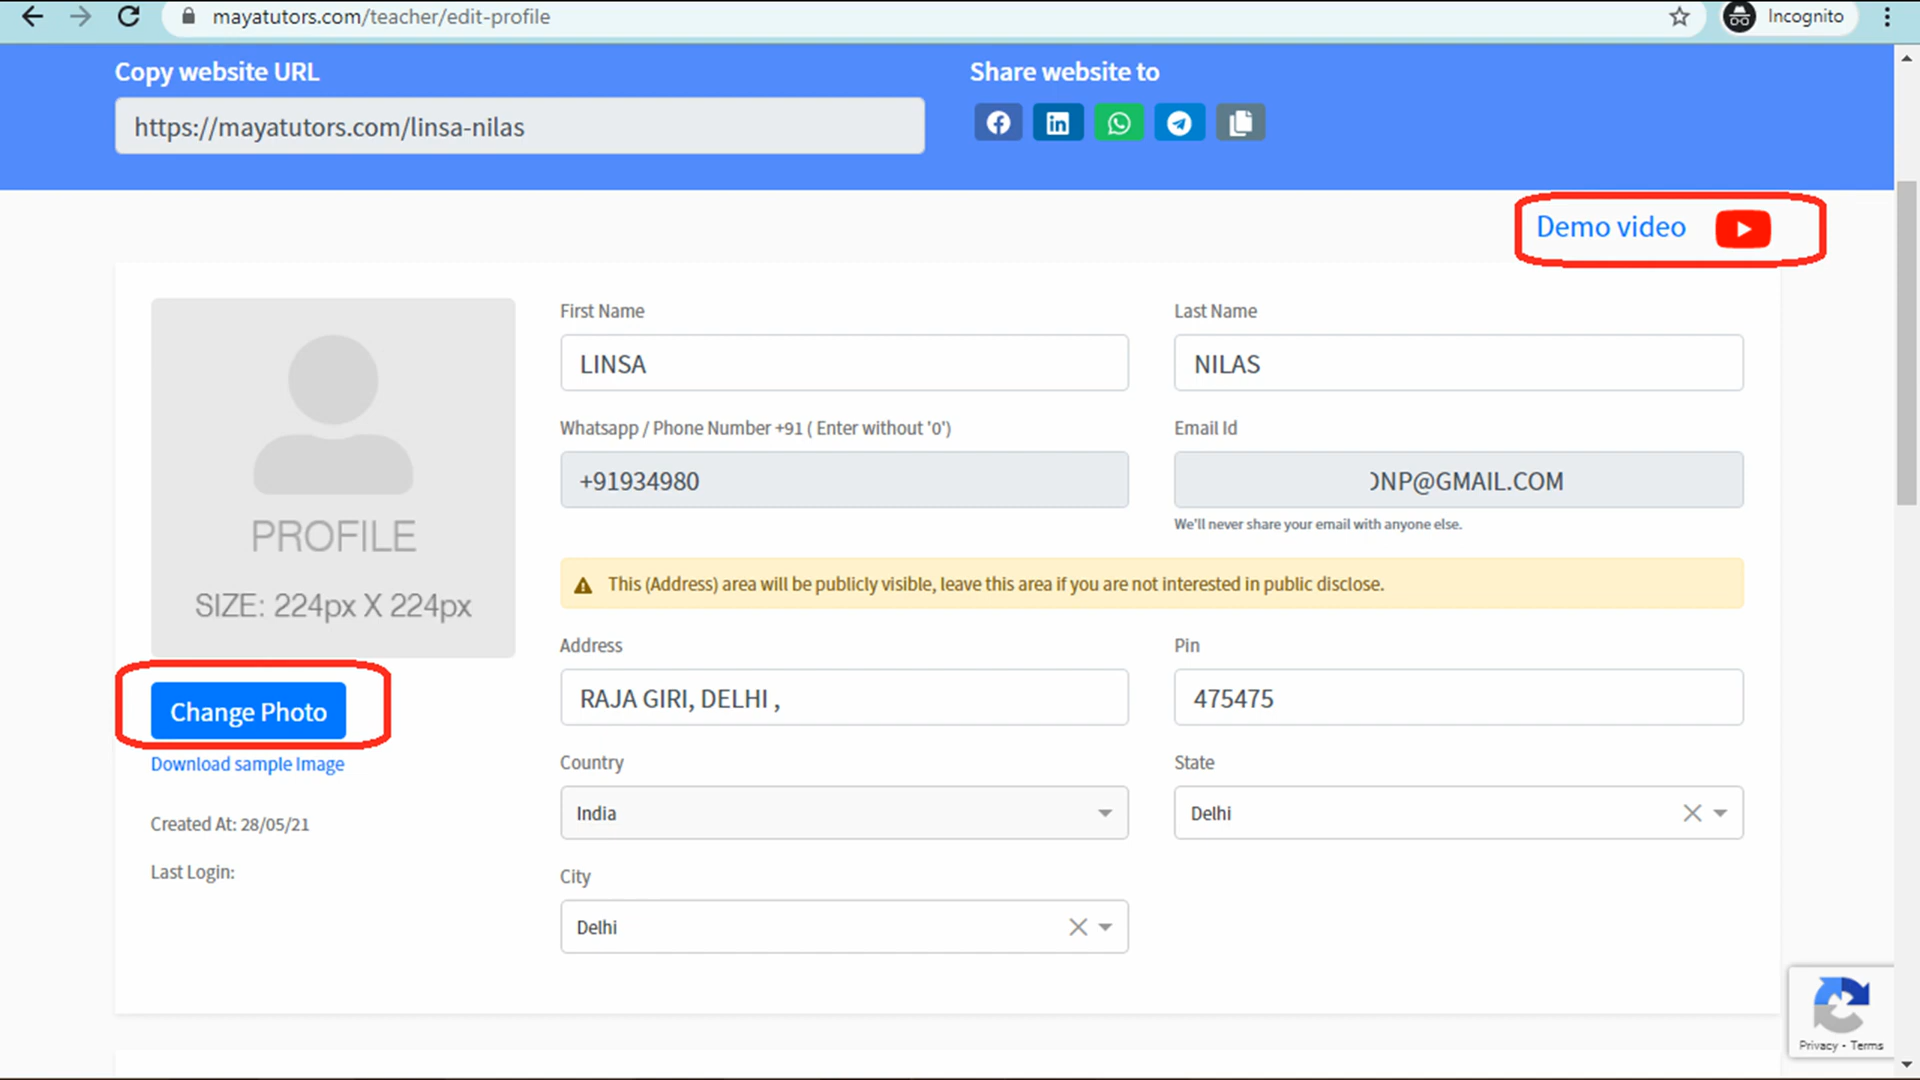 mayatutors.com/teacher/edit-profile
Incognito
Copy website URL
Share website to
https://mayatutors.com/linsa-nilas
Demo video
First Name
Last Name
LINSA
NILAS
Whatsapp / Phone Number +91 ( Enter without '0')
Email Id
+91934980
NP@GMAIL.COM
We'll never share your email with anyone else.
PROFILE
SIZE: 224px X 224px
This (Address) area will be publicly visible, leave this area if you are not interested in public disclose.
Address
Pin
RAJA GIRI, DELHI ,
475475
Change Photo
Download sample Image
Country
State
India
Delhi
Created At: 28/05/21
Last Login:
City
Delhi
Privacy - Terms